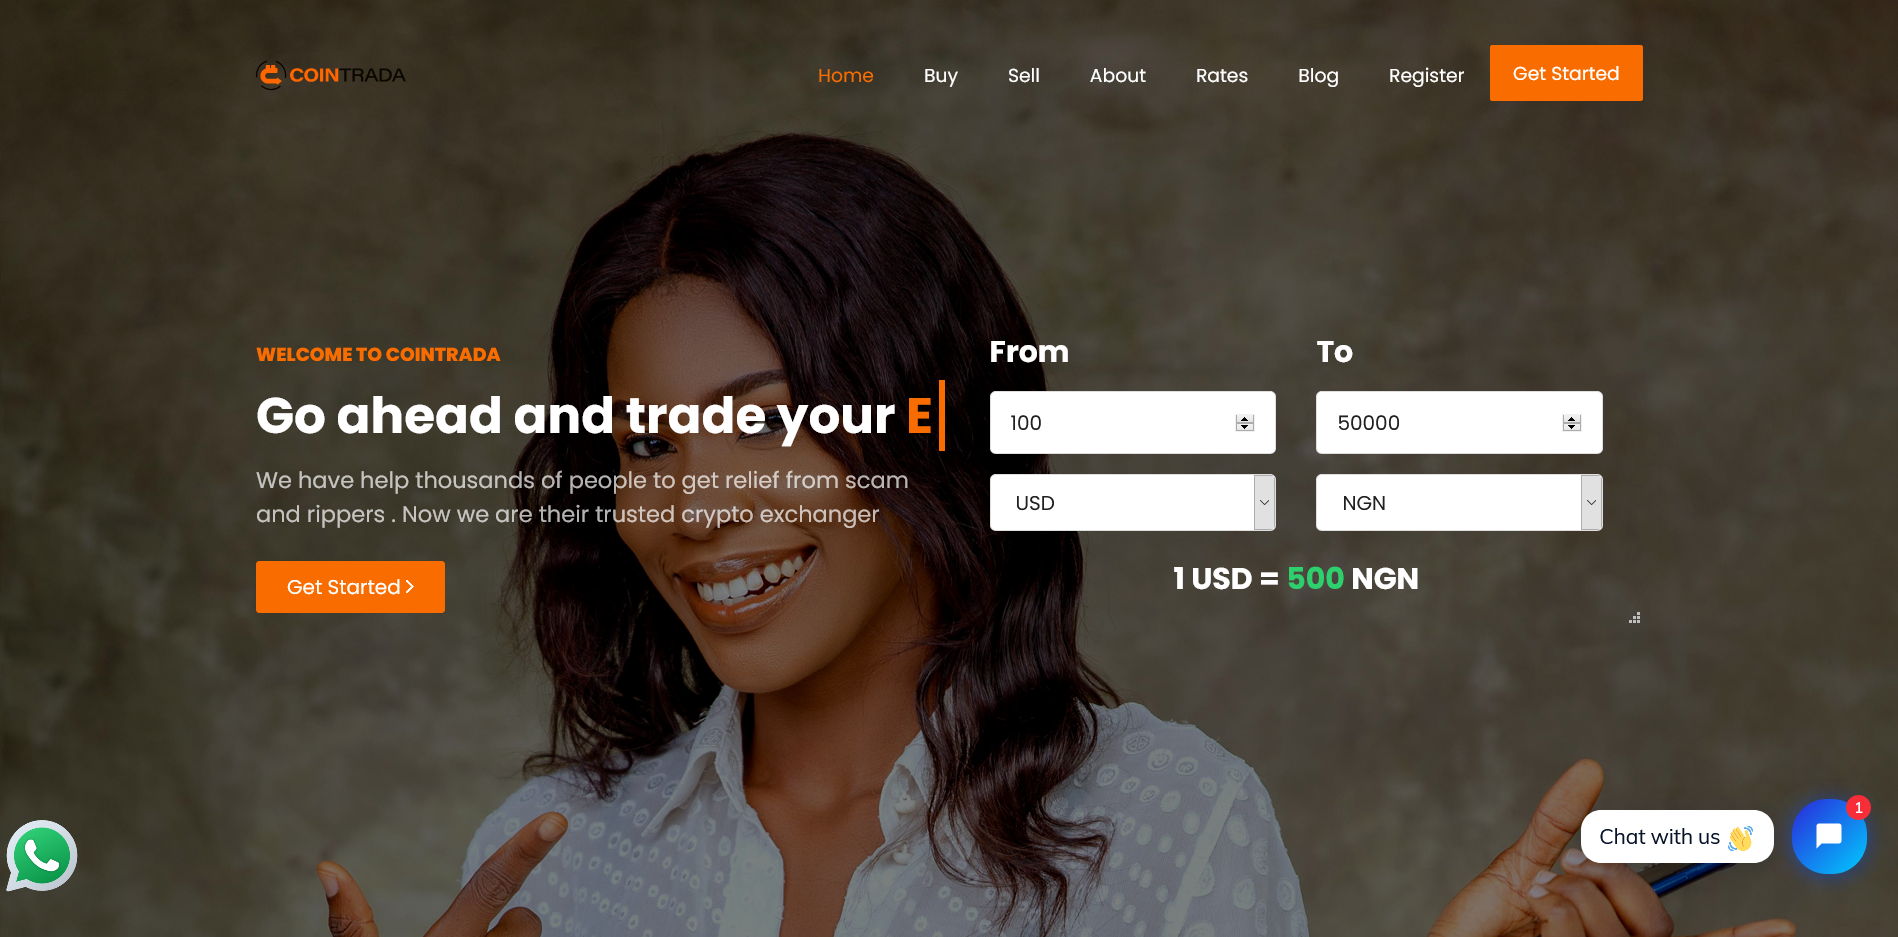 COINTRADA
Home Buy Sell About Rates Blog Register Get Started
WELCOME TO COINTRADA
Go ahead and trade your E
We have help thousands of people to get relief from scam
and rippers . Now we are their trusted crypto exchanger
Get Started
From To
100 50000
USD NGN
1 USD = 500 NGN
1
Chat with us 👋